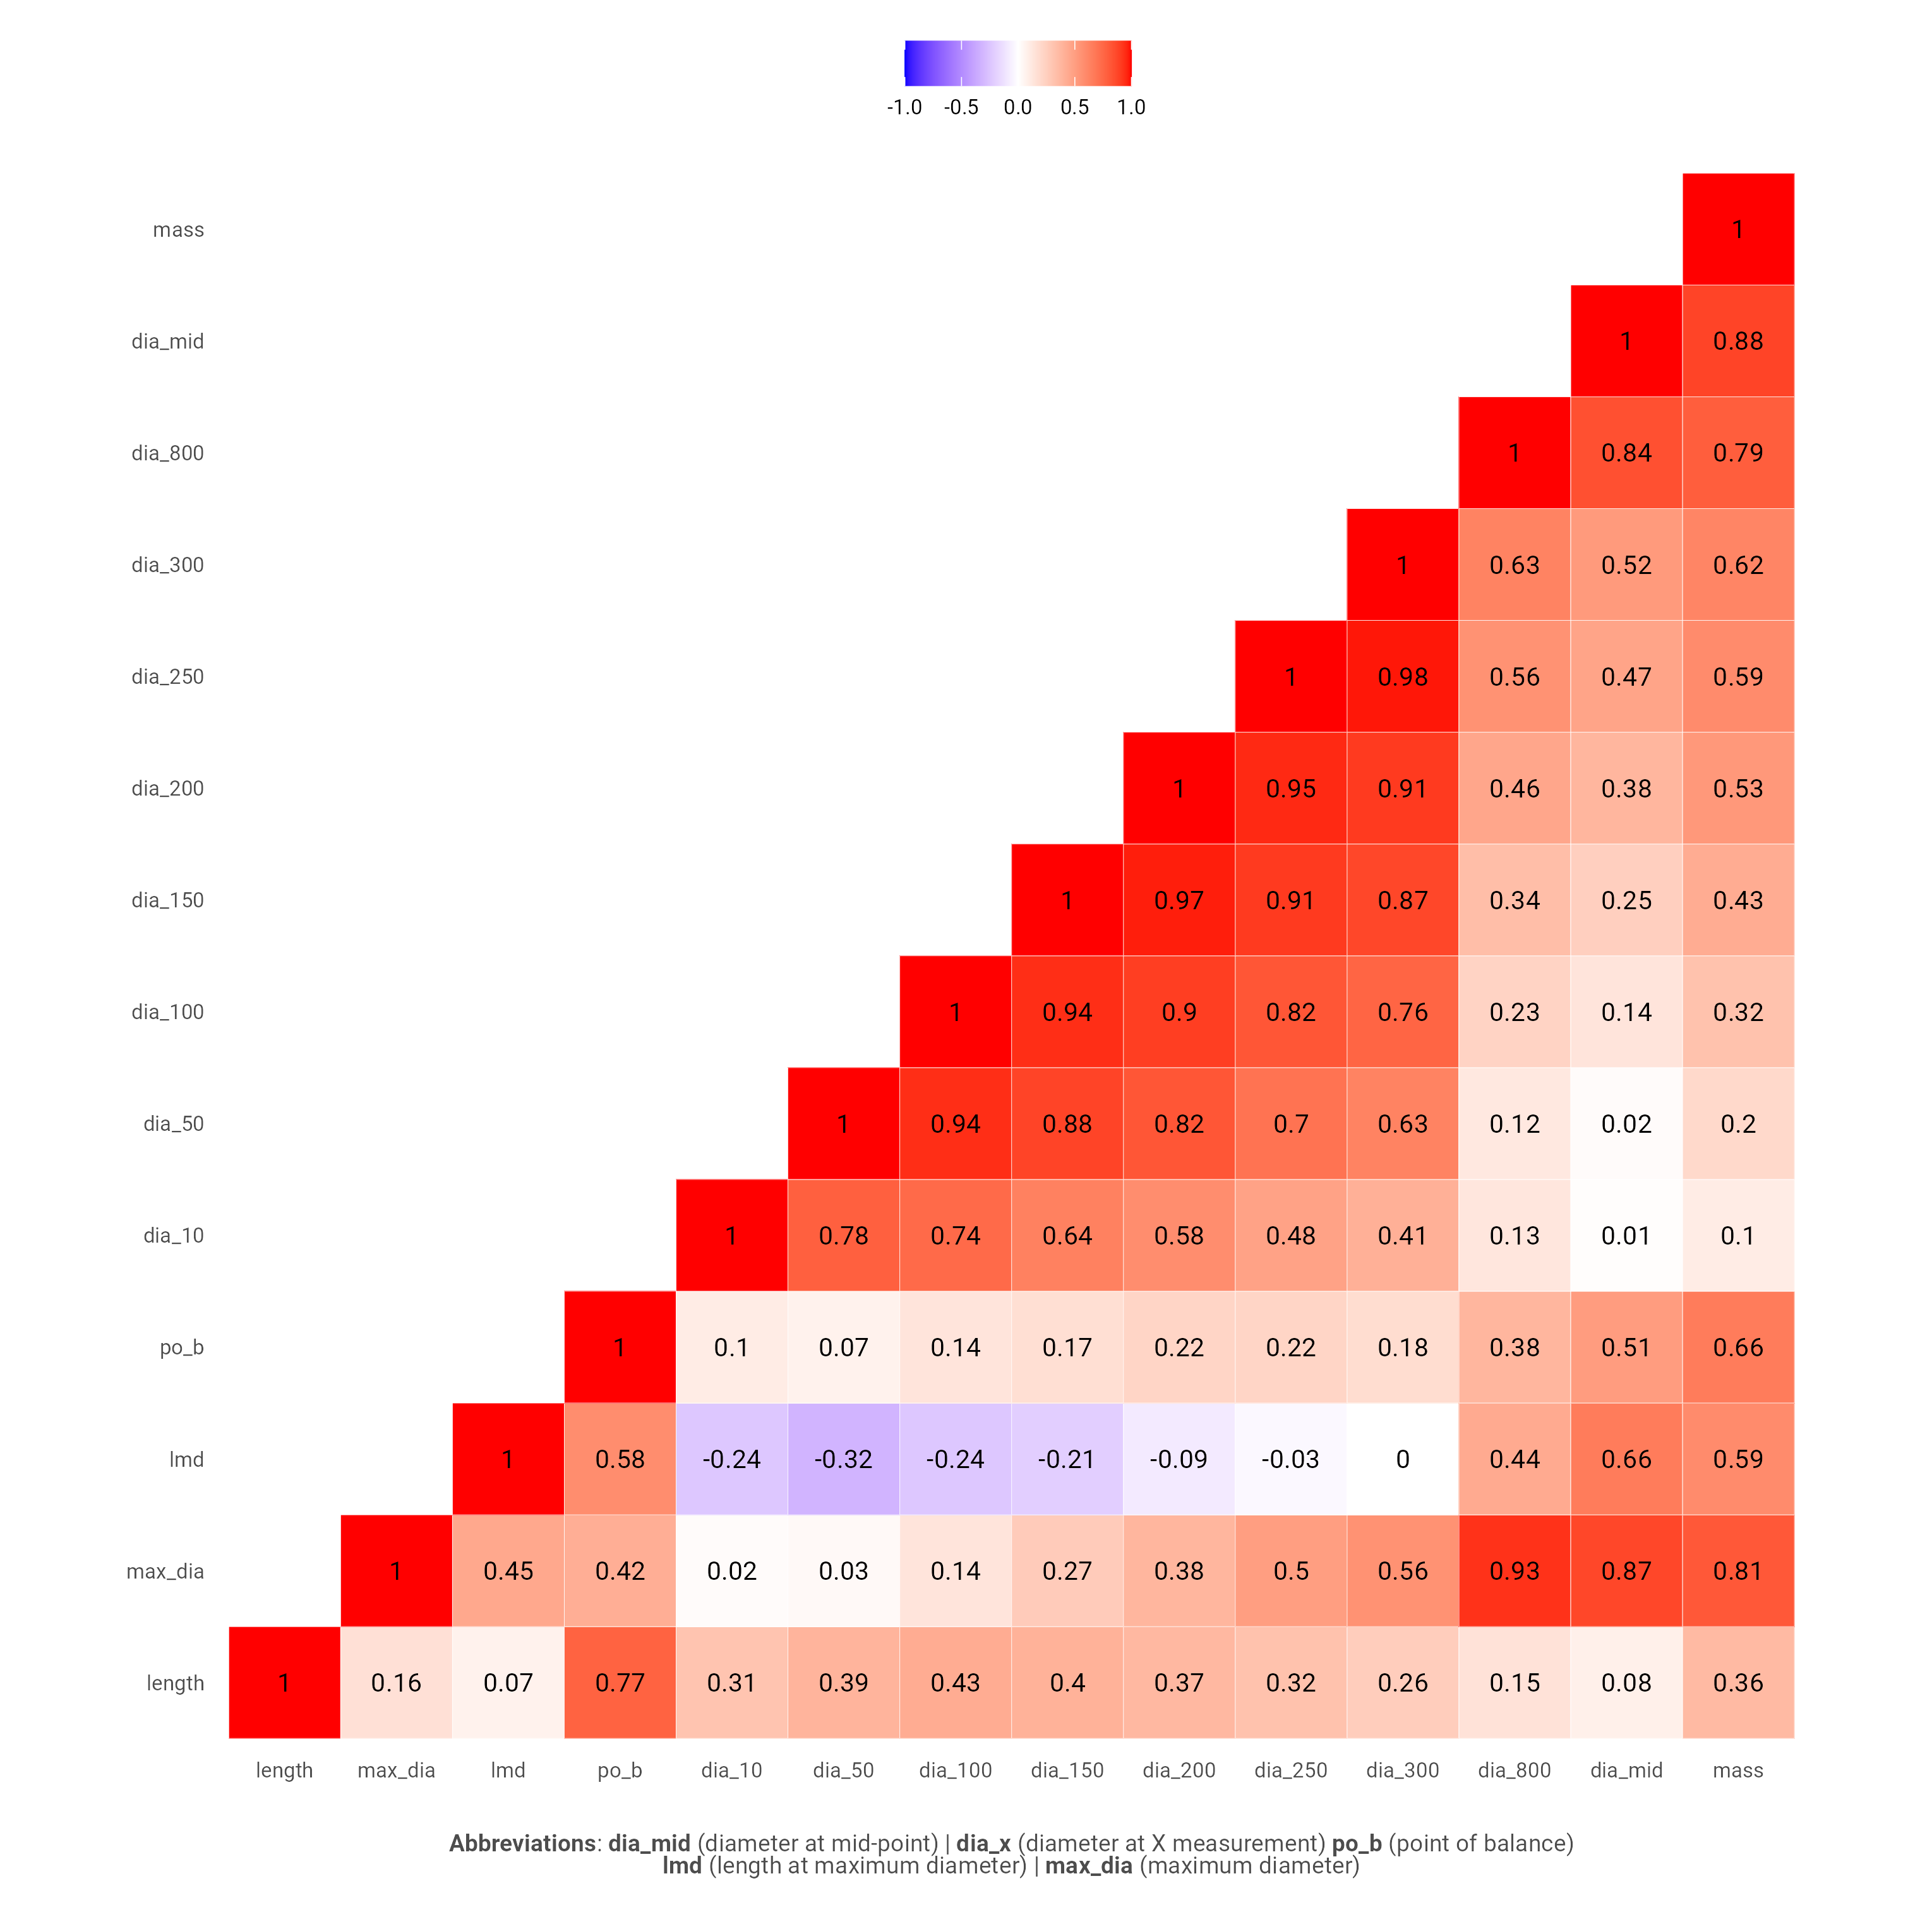 -1.0 -0.5 0.0 0.5 1.0
mass 1
dia_mid 1 0.88
dia_800 1 0.84 0.79
dia_300 1 0.63 0.52 0.62
dia_250 1 0.98 0.56 0.47 0.59
dia_200 1 0.95 0.91 0.46 0.38 0.53
dia_150 1 0.97 0.91 0.87 0.34 0.25 0.43
dia_100 1 0.94 0.9 0.82 0.76 0.23 0.14 0.32
dia_50 1 0.94 0.88 0.82 0.7 0.63 0.12 0.02 0.2
dia_10 1 0.78 0.74 0.64 0.58 0.48 0.41 0.13 0.01 0.1
po_b 1 0.1 0.07 0.14 0.17 0.22 0.22 0.18 0.38 0.51 0.66
lmd 1 0.58 -0.24 -0.32 -0.24 -0.21 -0.09 -0.03 0 0.44 0.66 0.59
max_dia 1 0.45 0.42 0.02 0.03 0.14 0.27 0.38 0.5 0.56 0.93 0.87 0.81
length 1 0.16 0.07 0.77 0.31 0.39 0.43 0.4 0.37 0.32 0.26 0.15 0.08 0.36
length max_dia lmd po_b dia_10 dia_50 dia_100 dia_150 dia_200 dia_250 dia_300 dia_800 dia_mid mass
Abbreviations: dia_mid (diameter at mid-point) | dia_x (diameter at X measurement) po_b (point of balance)
lmd (length at maximum diameter) | max_dia (maximum diameter)